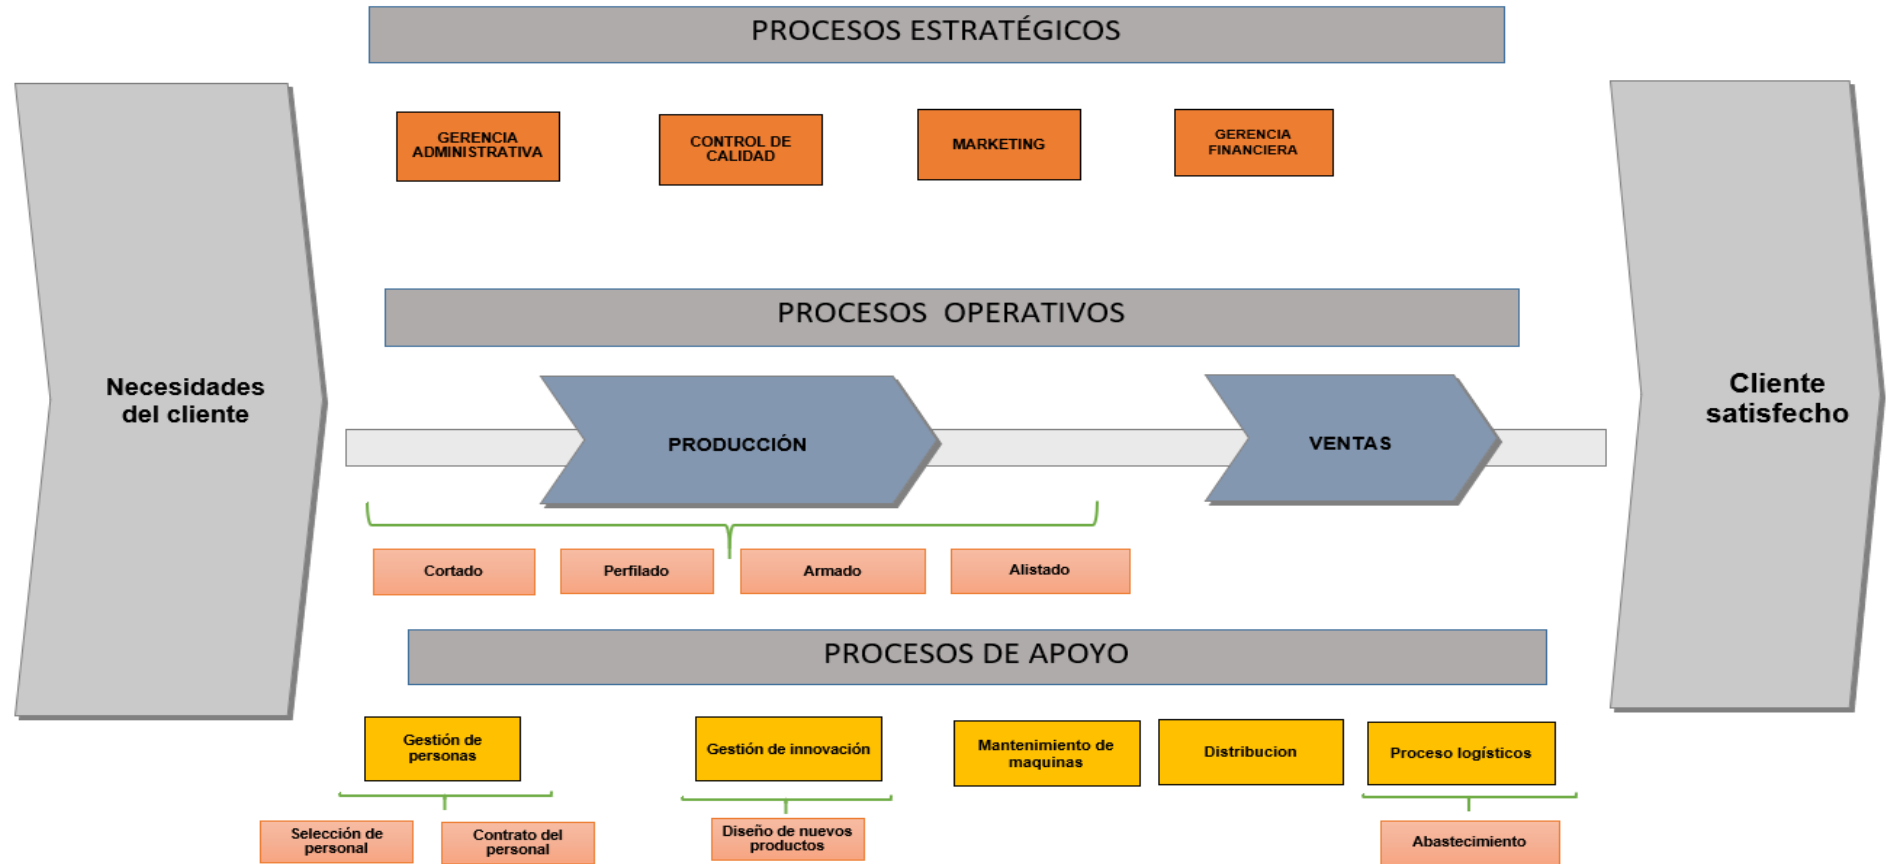 PROCESOS ESTRATÉGICOS
GERENCIA
ADMINISTRATIVA
CONTROL DE
CALIDAD
MARKETING
GERENCIA
FINANCIERA
PROCESOS OPERATIVOS
Necesidades
del cliente
PRODUCCIÓN
VENTAS
Cliente
satisfecho
Cortado
Perfilado
Armado
Alistado
PROCESOS DE APOYO
Gestión de
personas
Gestión de innovación
Mantenimiento de
maquinas
Distribucion
Proceso logísticos
Selección de
personal
Contrato del
personal
Diseño de nuevos
productos
Abastecimiento